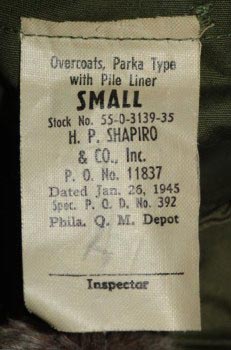 Overcoats, Parka Type
with Pile Liner
SMALL
Stock No. 55-O-3139-35
H. P. SHAPIRO
& CO., Inc.
P. O. No. 11837
Dated Jan. 26, 1945
Spec. P. Q. D. No. 392
Phila. Q. M. Depot
Inspector